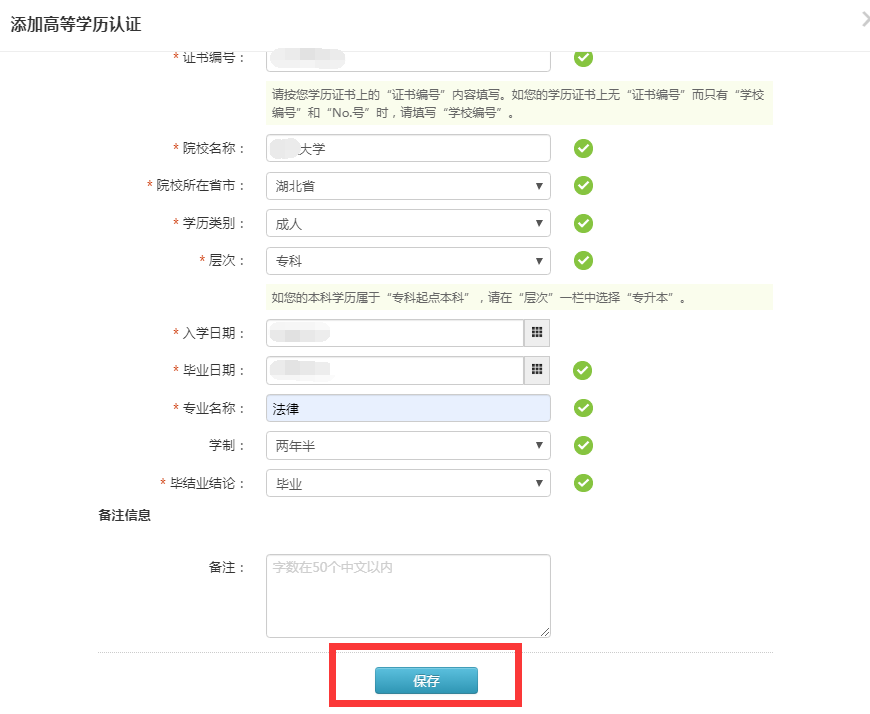 添加高等学历认证
* 证书编号：
请按您学历证书上的“证书编号”内容填写。如您的学历证书上无“证书编号”而只有“学校
编号”和“No.号”时，请填写“学校编号”。
* 院校名称： 大学
* 院校所在省市： 湖北省
* 学历类别： 成人
* 层次： 专科
如您的本科学历属于“专科起点本科”，请在“层次”一栏中选择“专升本”。
* 入学日期：
* 毕业日期：
* 专业名称： 法律
学制： 两年半
* 毕结业结论： 毕业
备注信息
备注： 字数在50个中文以内
保存